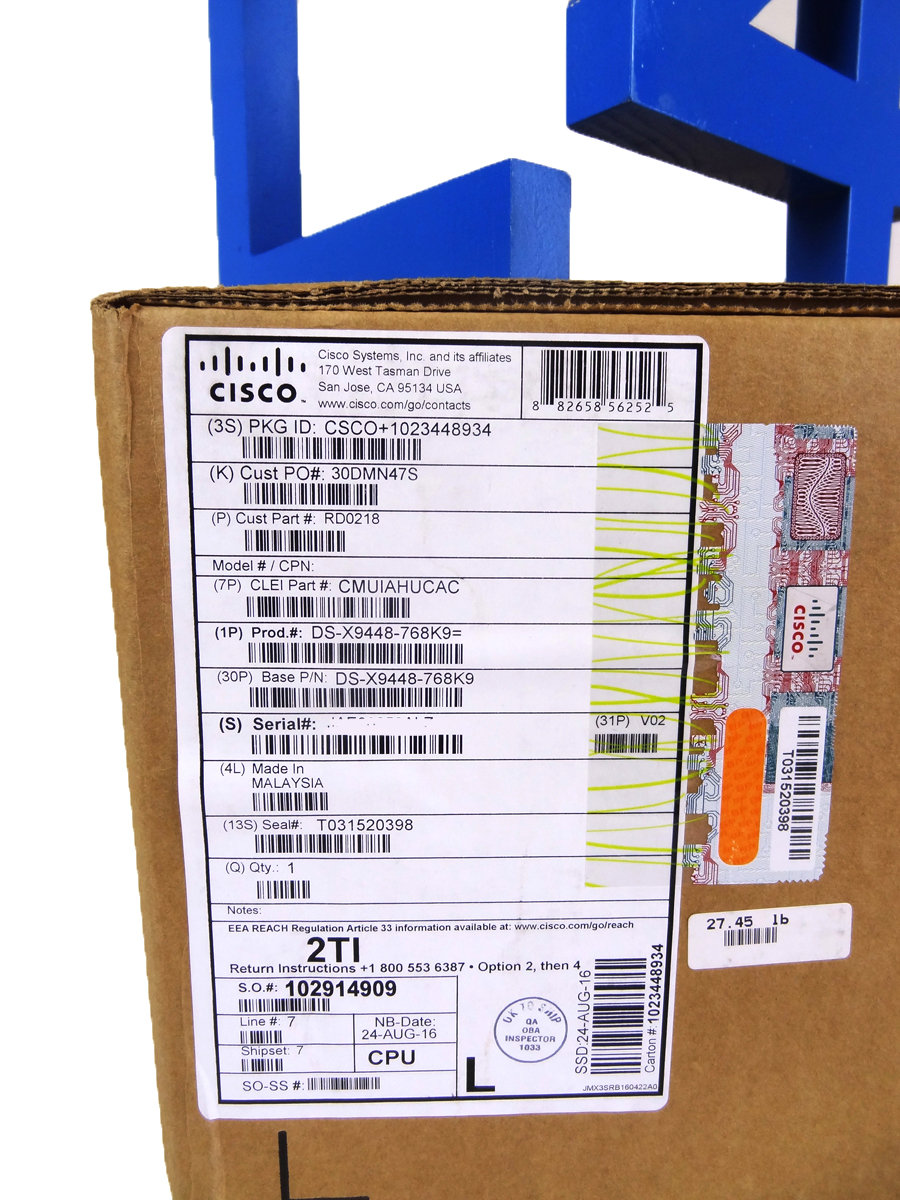 Cisco Systems, Inc. and its affiliates
170 West Tasman Drive
San Jose, CA 95134 USA
www.cisco.com/go/contacts
CISCO™
8 82658 56252 5
(3S) PKG ID: CSCO+1023448934
(K) Cust PO#: 30DMN47S
(P) Cust Part #: RD0218
Model # / CPN:
(7P) CLEI Part #: CMUIAHUCAC
(1P) Prod.#: DS-X9448-768K9=
(30P) Base P/N: DS-X9448-768K9
(S) Serial#:
(31P) V02
(4L) Made In
MALAYSIA
(13S) Seal#: T031520398
(Q) Qty.: 1
Notes:
EEA REACH Regulation Article 33 information available at: www.cisco.com/go/reach
2TI
Return Instructions +1 800 553 6387 • Option 2, then 4
S.O.#: 102914909
Line #: 7
NB-Date:
24-AUG-16
Shipset: 7
CPU
SO-SS #:
L
OK TO SHIP
QA
OBA
INSPECTOR
1033
SSD:24-AUG-16
Carton #:1023448934
JMX3SRB160422A0
CISCO™
T031520398
27.45 lb